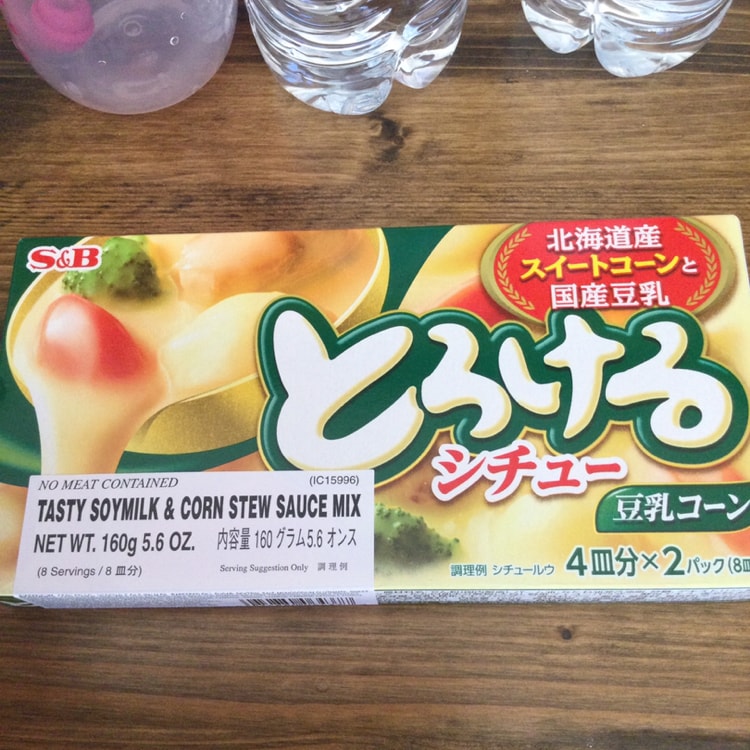 S&B
北海道産
スイートコーンと
国産豆乳
とろける
シチュー
豆乳コーン
NO MEAT CONTAINED (IC15996)
TASTY SOYMILK & CORN STEW SAUCE MIX
NET WT. 160g 5.6 OZ. 内容量 160 グラム5.6 オンス
(8 Servings / 8 皿分) Serving Suggestion Only 調理例
調理例 シチュールウ 4皿分×2パック(8皿